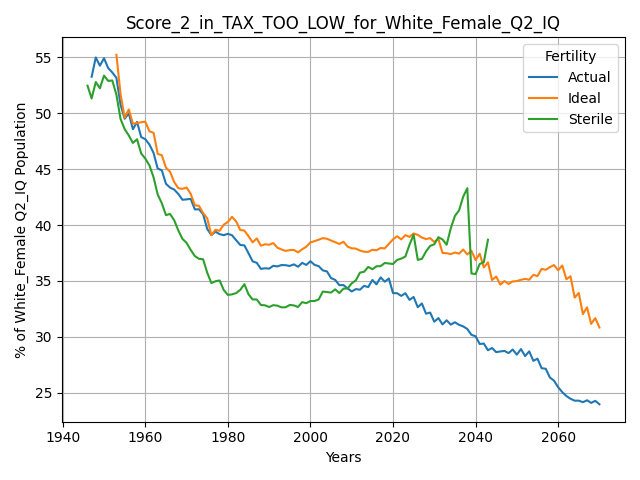 Score_2_in_TAX_TOO_LOW_for_White_Female_Q2_IQ
Fertility
Actual
Ideal
Sterile
% of White_Female Q2_IQ Population
55
50
45
40
35
30
25
1940
1960
1980
2000
2020
2040
2060
Years